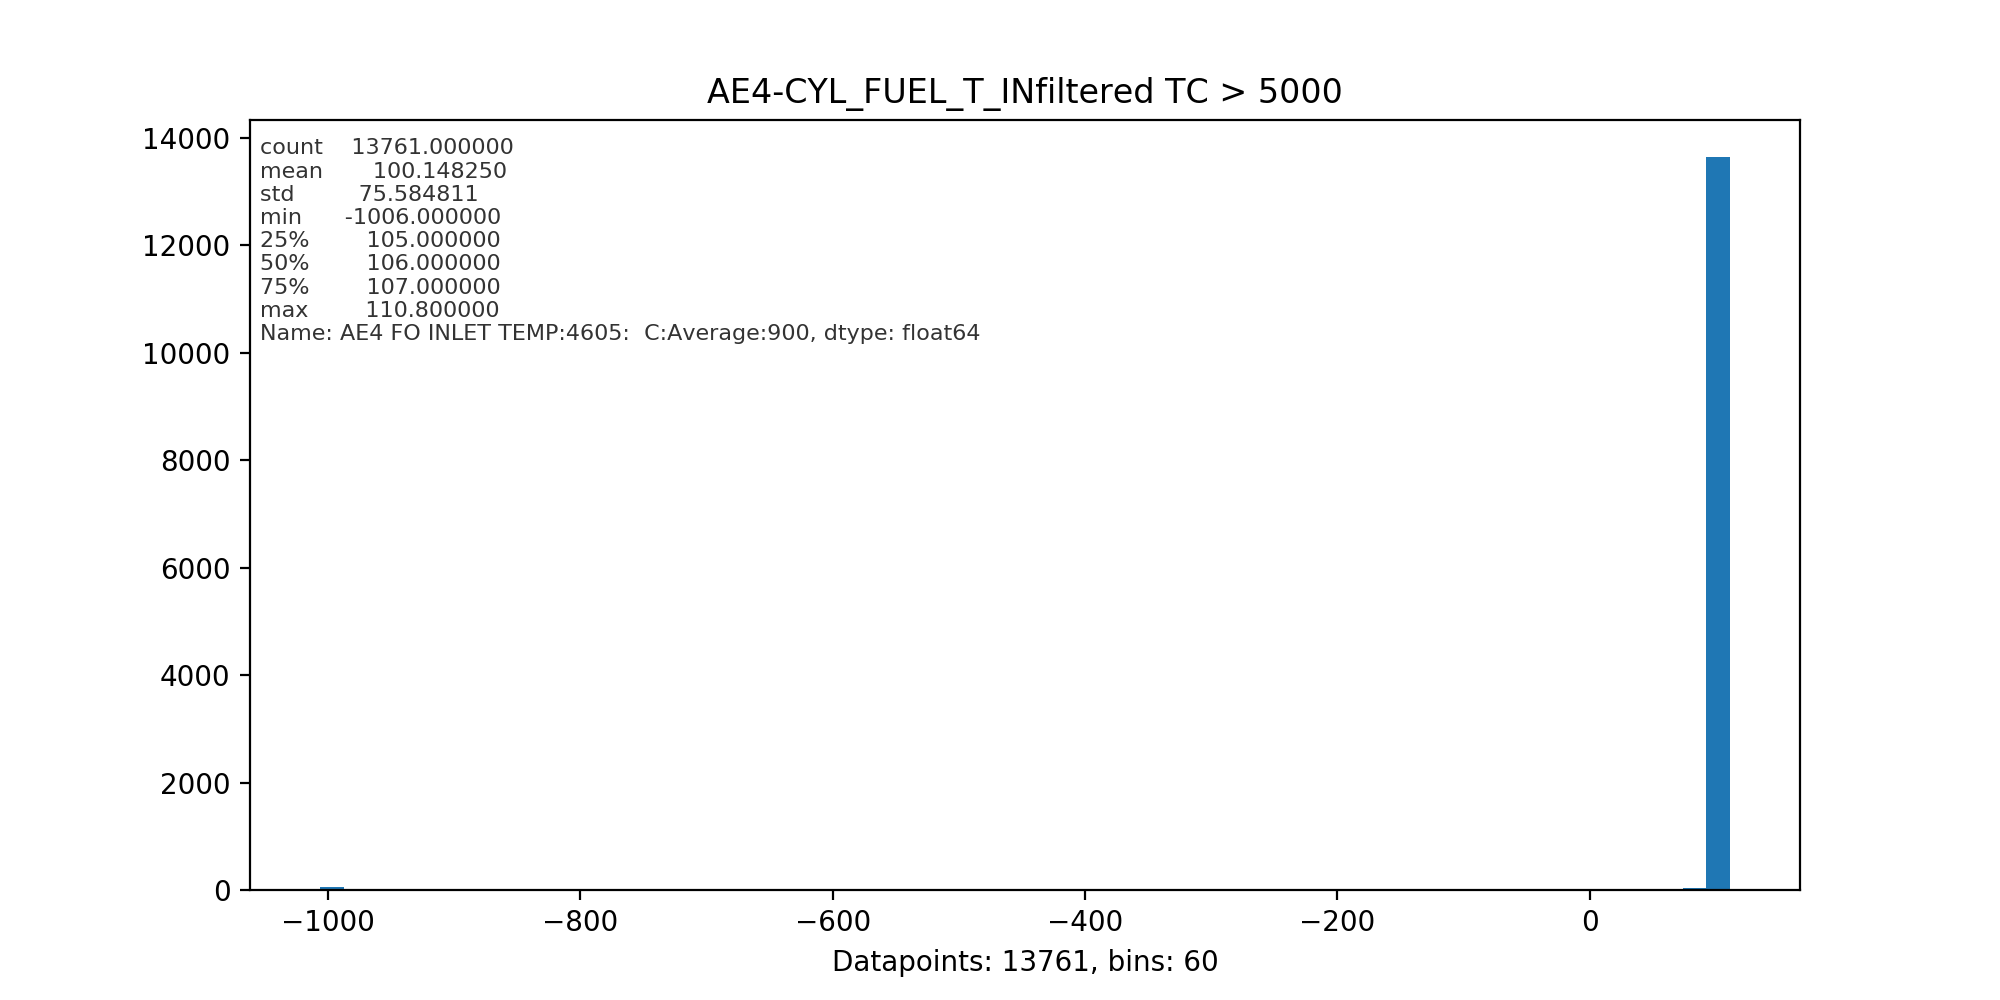 AE4-CYL_FUEL_T_INfiltered TC > 5000
14000
12000
10000
8000
6000
4000
2000
0
count 13761.000000
mean 100.148250
std 75.584811
min -1006.000000
25% 105.000000
50% 106.000000
75% 107.000000
max 110.800000
Name: AE4 FO INLET TEMP:4605: C:Average:900, dtype: float64
−1000 −800 −600 −400 −200 0
Datapoints: 13761, bins: 60